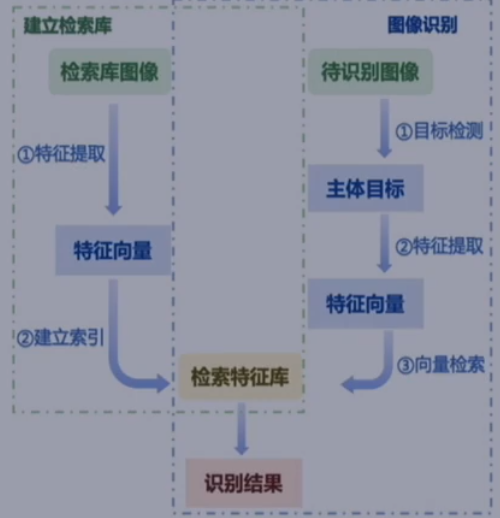 建立检索库
图像识别
检索库图像
待识别图像
①目标检测
①特征提取
主体目标
特征向量
②特征提取
特征向量
②建立索引
③向量检索
检索特征库
识别结果